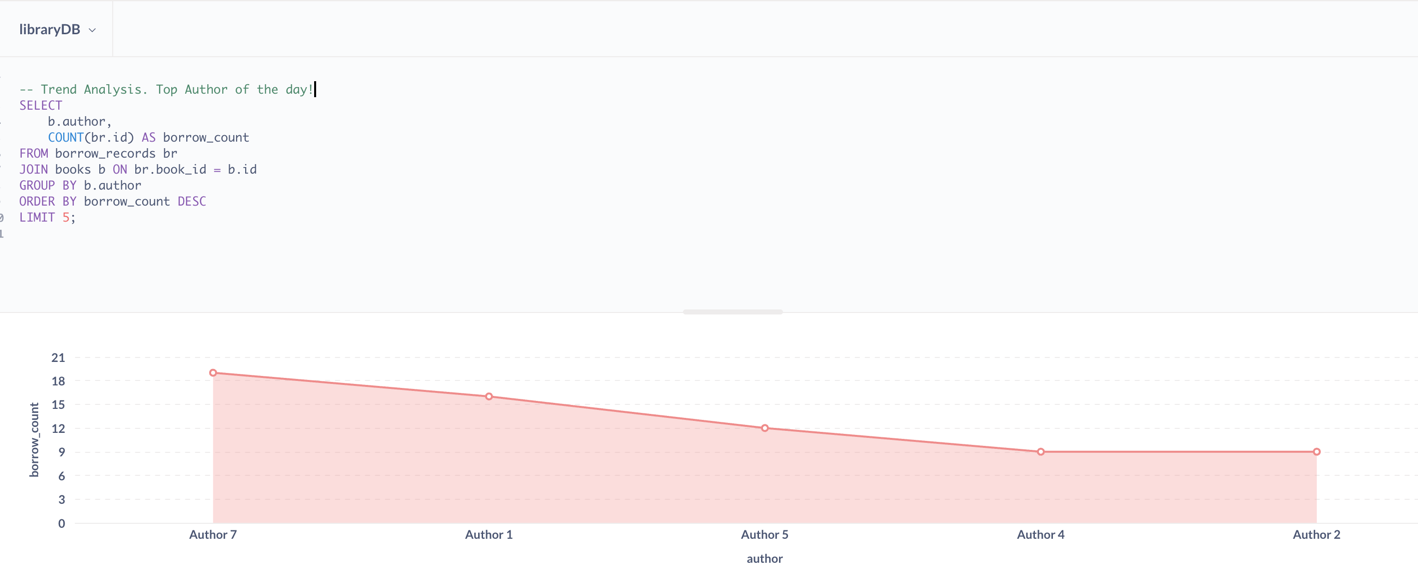 libraryDB
-- Trend Analysis. Top Author of the day!
SELECT
b.author,
COUNT(br.id) AS borrow_count
FROM borrow_records br
JOIN books b ON br.book_id = b.id
GROUP BY b.author
ORDER BY borrow_count DESC
LIMIT 5;
borrow_count
21
18
15
12
9
6
3
0
Author 7 Author 1 Author 5 Author 4 Author 2
author